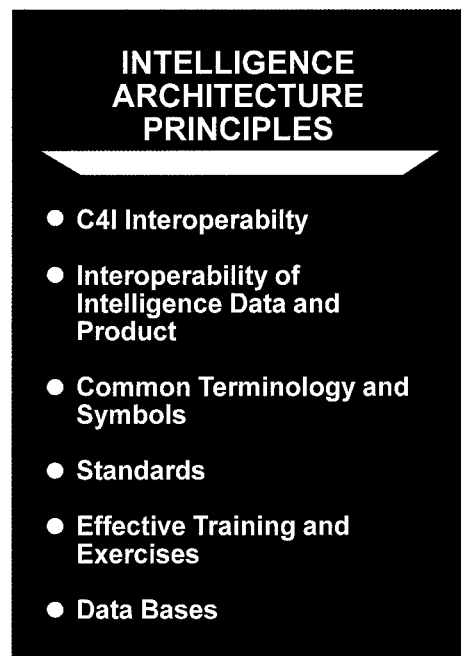 INTELLIGENCE
ARCHITECTURE
PRINCIPLES
● C4I Interoperabilty
● Interoperability of
Intelligence Data and
Product
● Common Terminology and
Symbols
● Standards
● Effective Training and
Exercises
● Data Bases